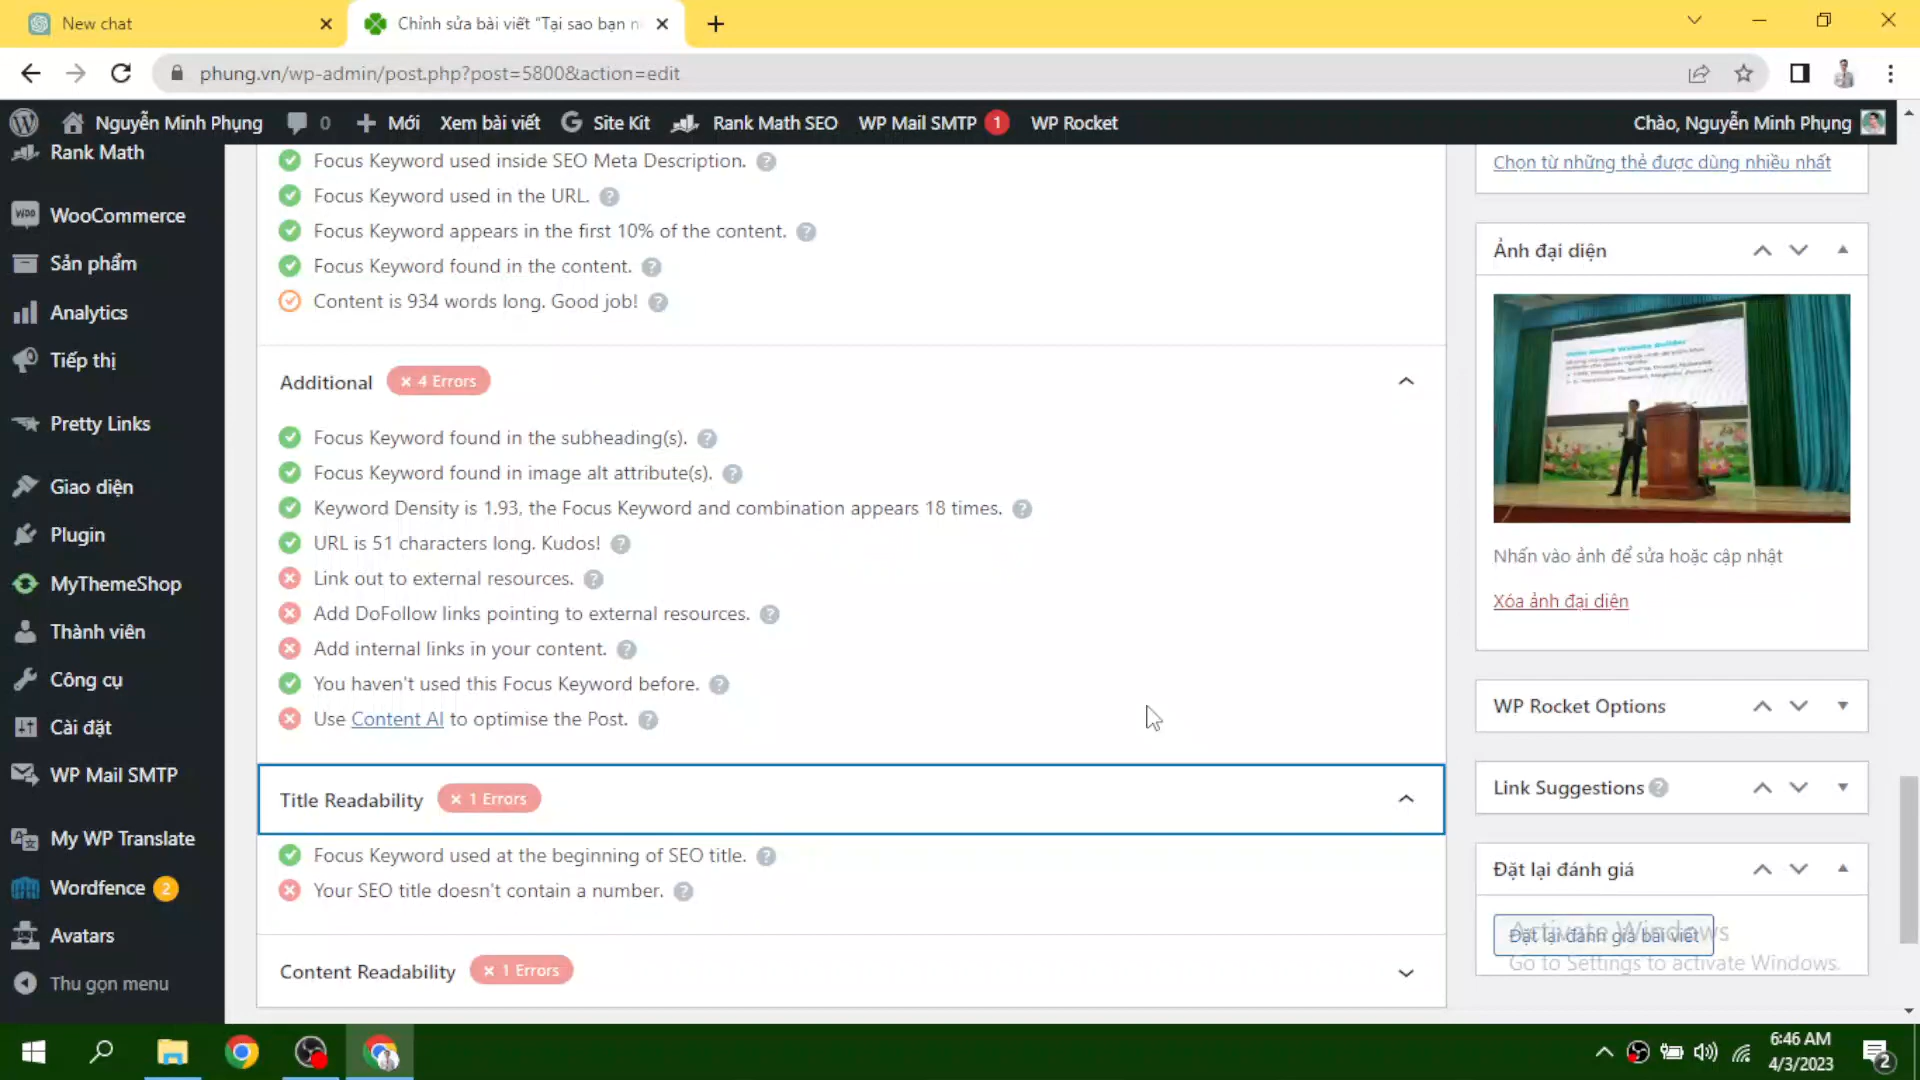 New chat
Chỉnh sửa bài viết "Tại sao bạn n
phung.vn/wp-admin/post.php?post=5800&action=edit
Nguyễn Minh Phụng
0
Mới
Xem bài viết
Site Kit
Rank Math SEO
WP Mail SMTP 1
WP Rocket
Chào, Nguyễn Minh Phụng
Rank Math
WooCommerce
Sản phẩm
Analytics
Tiếp thị
Pretty Links
Giao diện
Plugin
MyThemeShop
Thành viên
Công cụ
Cài đặt
WP Mail SMTP
My WP Translate
Wordfence 2
Avatars
Thu gọn menu
Focus Keyword used inside SEO Meta Description.
Focus Keyword used in the URL.
Focus Keyword appears in the first 10% of the content.
Focus Keyword found in the content.
Content is 934 words long. Good job!
Additional × 4 Errors
Focus Keyword found in the subheading(s).
Focus Keyword found in image alt attribute(s).
Keyword Density is 1.93, the Focus Keyword and combination appears 18 times.
URL is 51 characters long. Kudos!
Link out to external resources.
Add DoFollow links pointing to external resources.
Add internal links in your content.
You haven't used this Focus Keyword before.
Use Content AI to optimise the Post.
Title Readability × 1 Errors
Focus Keyword used at the beginning of SEO title.
Your SEO title doesn't contain a number.
Content Readability × 1 Errors
Chọn từ những thẻ được dùng nhiều nhất
Ảnh đại diện
Nhấn vào ảnh để sửa hoặc cập nhật
Xóa ảnh đại diện
WP Rocket Options
Link Suggestions
Đặt lại đánh giá
Đặt lại đánh giá bài viết
Activate Windows
Go to Settings to activate Windows.
6:46 AM
4/3/2023
2